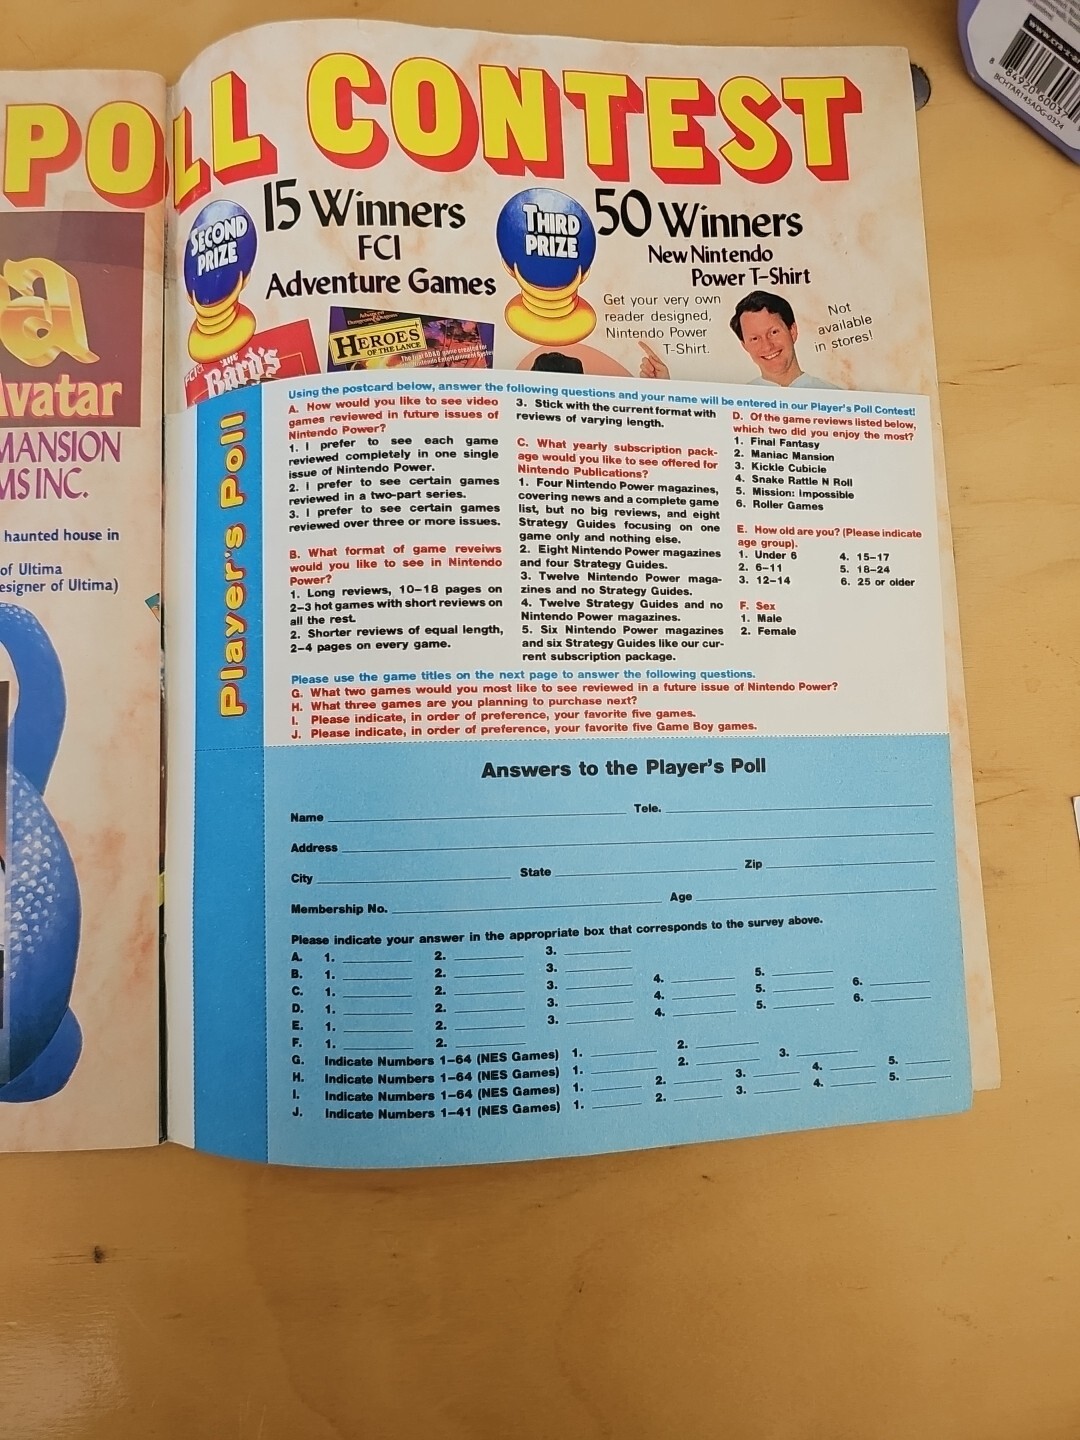 POLL CONTEST
a
Avatar
MANSION
MS INC.
haunted house in
of Ultima
esigner of Ultima)
SECOND
PRIZE
15 Winners
FCI
Adventure Games
THIRD
PRIZE
50 Winners
New Nintendo
Power T-Shirt
Get your very own
reader designed,
Nintendo Power
T-Shirt.
Not
available
in stores!
FCI
THE
Bard's
Advanced
Dungeons & Dragons
HEROES
OF THE LANCE
The first AD&D game created for
Player's Poll
Using the postcard below, answer the following questions and your name will be entered in our Player's Poll Contest!
A. How would you like to see video
games reviewed in future issues of
Nintendo Power?
1. I prefer to see each game
reviewed completely in one single
issue of Nintendo Power.
2. I prefer to see certain games
reviewed in a two-part series.
3. I prefer to see certain games
reviewed over three or more issues.
B. What format of game reveiws
would you like to see in Nintendo
Power?
1. Long reviews, 10–18 pages on
2–3 hot games with short reviews on
all the rest.
2. Shorter reviews of equal length,
2–4 pages on every game.
3. Stick with the current format with
reviews of varying length.
C. What yearly subscription pack-
age would you like to see offered for
Nintendo Publications?
1. Four Nintendo Power magazines,
covering news and a complete game
list, but no big reviews, and eight
Strategy Guides focusing on one
game only and nothing else.
2. Eight Nintendo Power magazines
and four Strategy Guides.
3. Twelve Nintendo Power maga-
zines and no Strategy Guides.
4. Twelve Strategy Guides and no
Nintendo Power magazines.
5. Six Nintendo Power magazines
and six Strategy Guides like our cur-
rent subscription package.
D. Of the game reviews listed below,
which two did you enjoy the most?
1. Final Fantasy
2. Maniac Mansion
3. Kickle Cubicle
4. Snake Rattle N Roll
5. Mission: Impossible
6. Roller Games
E. How old are you? (Please indicate
age group).
1. Under 6 4. 15–17
2. 6–11 5. 18–24
3. 12–14 6. 25 or older
F. Sex
1. Male
2. Female
Please use the game titles on the next page to answer the following questions.
G. What two games would you most like to see reviewed in a future issue of Nintendo Power?
H. What three games are you planning to purchase next?
I. Please indicate, in order of preference, your favorite five games.
J. Please indicate, in order of preference, your favorite five Game Boy games.
Answers to the Player's Poll
Name Tele.
Address
City State Zip
Membership No. Age
Please indicate your answer in the appropriate box that corresponds to the survey above.
A. 1. 2. 3.
B. 1. 2. 3.
C. 1. 2. 3. 4. 5.
D. 1. 2. 3. 4. 5. 6.
E. 1. 2. 3. 4. 5. 6.
F. 1. 2.
G. Indicate Numbers 1–64 (NES Games) 1. 2.
H. Indicate Numbers 1–64 (NES Games) 1. 2. 3.
I. Indicate Numbers 1–64 (NES Games) 1. 2. 3. 4. 5.
J. Indicate Numbers 1–41 (NES Games) 1. 2. 3. 4. 5.
BCHTART45ADG-0324